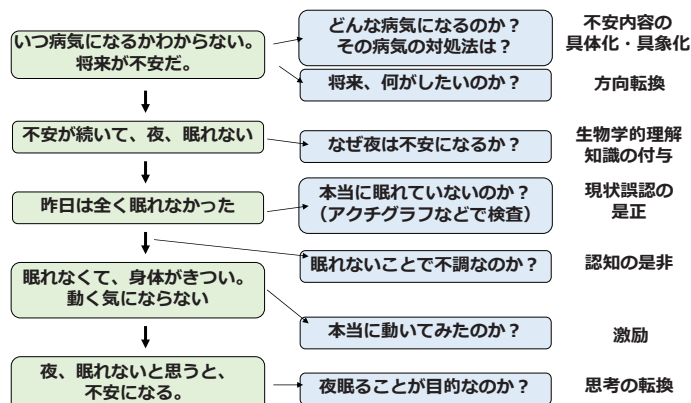 いつ病気になるかわからない。
将来が不安だ。
どんな病気になるのか？
その病気の対処法は？
不安内容の
具体化・具象化
将来、何がしたいのか？
方向転換
不安が続いて、夜、眠れない
なぜ夜は不安になるか？
生物学的理解
知識の付与
昨日は全く眠れなかった
本当に眠れていないのか？
（アクチグラフなどで検査）
現状誤認の
是正
眠れないことで不調なのか？
認知の是非
眠れなくて、身体がきつい。
動く気にならない
本当に動いてみたのか？
激励
夜、眠れないと思うと、
不安になる。
夜眠ることが目的なのか？
思考の転換